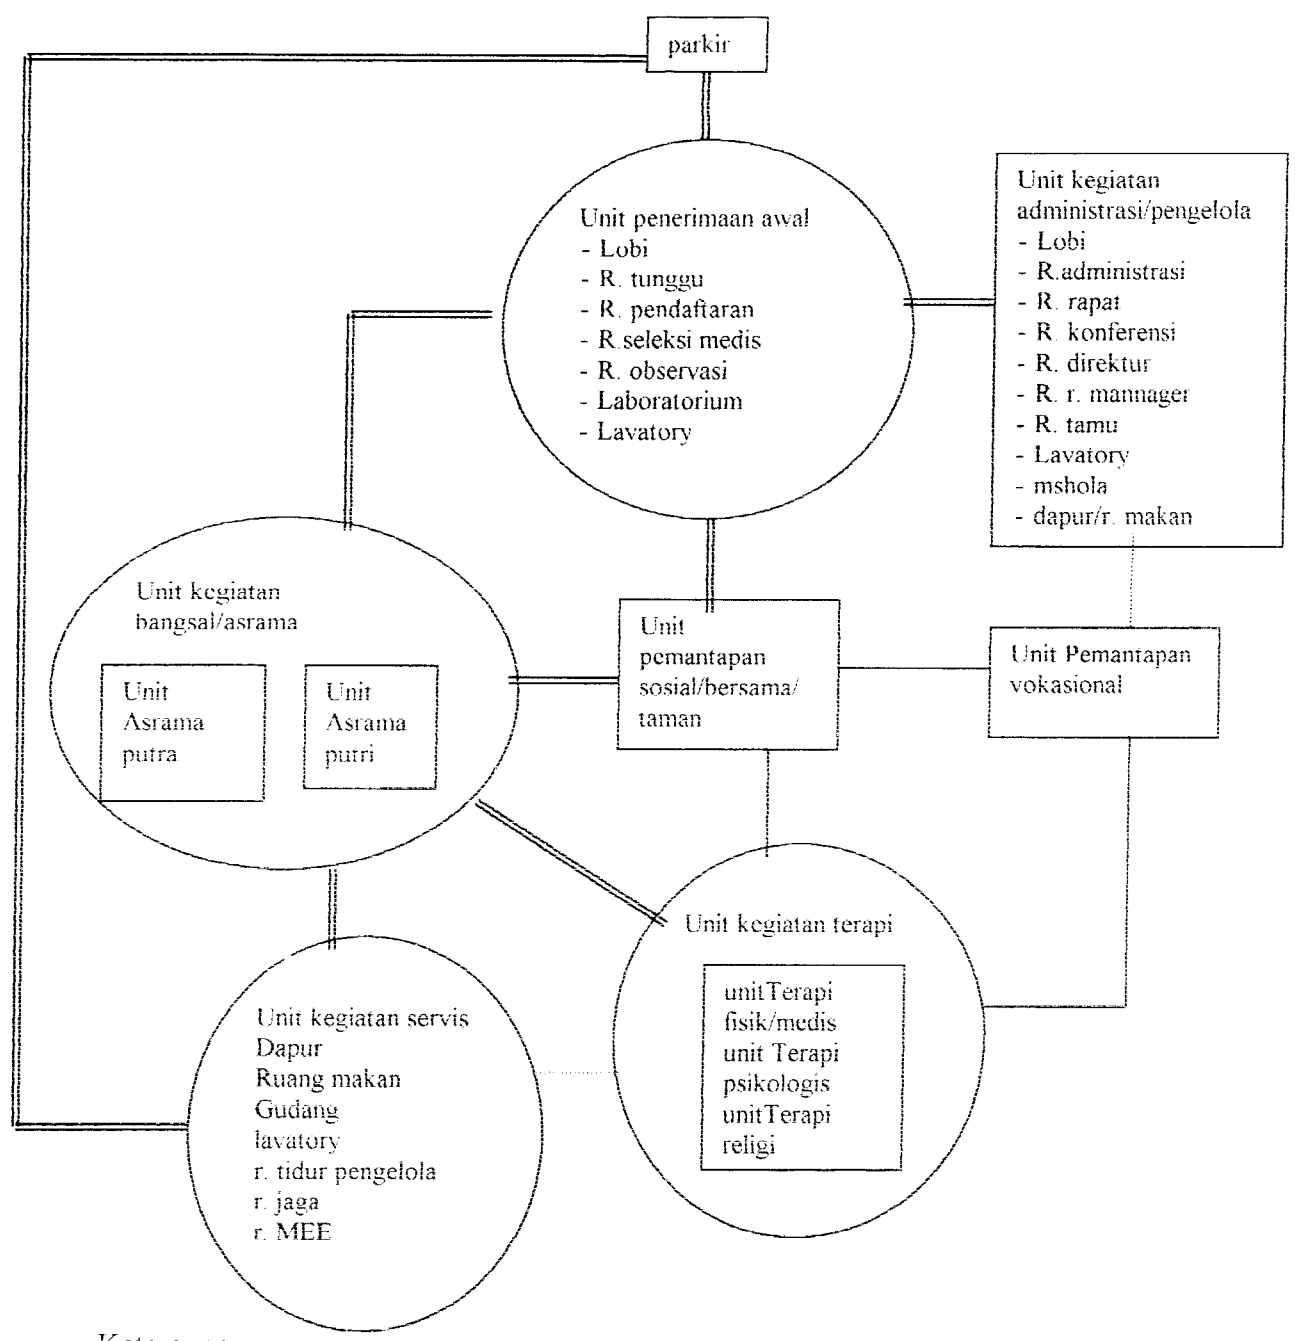 parkir
Unit penerimaan awal
- Lobi
- R. tunggu
- R. pendaftaran
- R.seleksi medis
- R. observasi
- Laboratorium
- Lavatory
Unit kegiatan
administrasi/pengelola
- Lobi
- R.administrasi
- R. rapat
- R. konferensi
- R. direktur
- R. r. mannager
- R. tamu
- Lavatory
- mshola
- dapur/r. makan
Unit kegiatan
bangsal/asrama
Unit
Asrama
putra
Unit
Asrama
putri
Unit
pemantapan
sosial/bersama/
taman
Unit Pemantapan
vokasional
Unit kegiatan terapi
unitTerapi
fisik/medis
unit Terapi
psikologis
unitTerapi
religi
Unit kegiatan servis
Dapur
Ruang makan
Gudang
lavatory
r. tidur pengelola
r. jaga
r. MEE